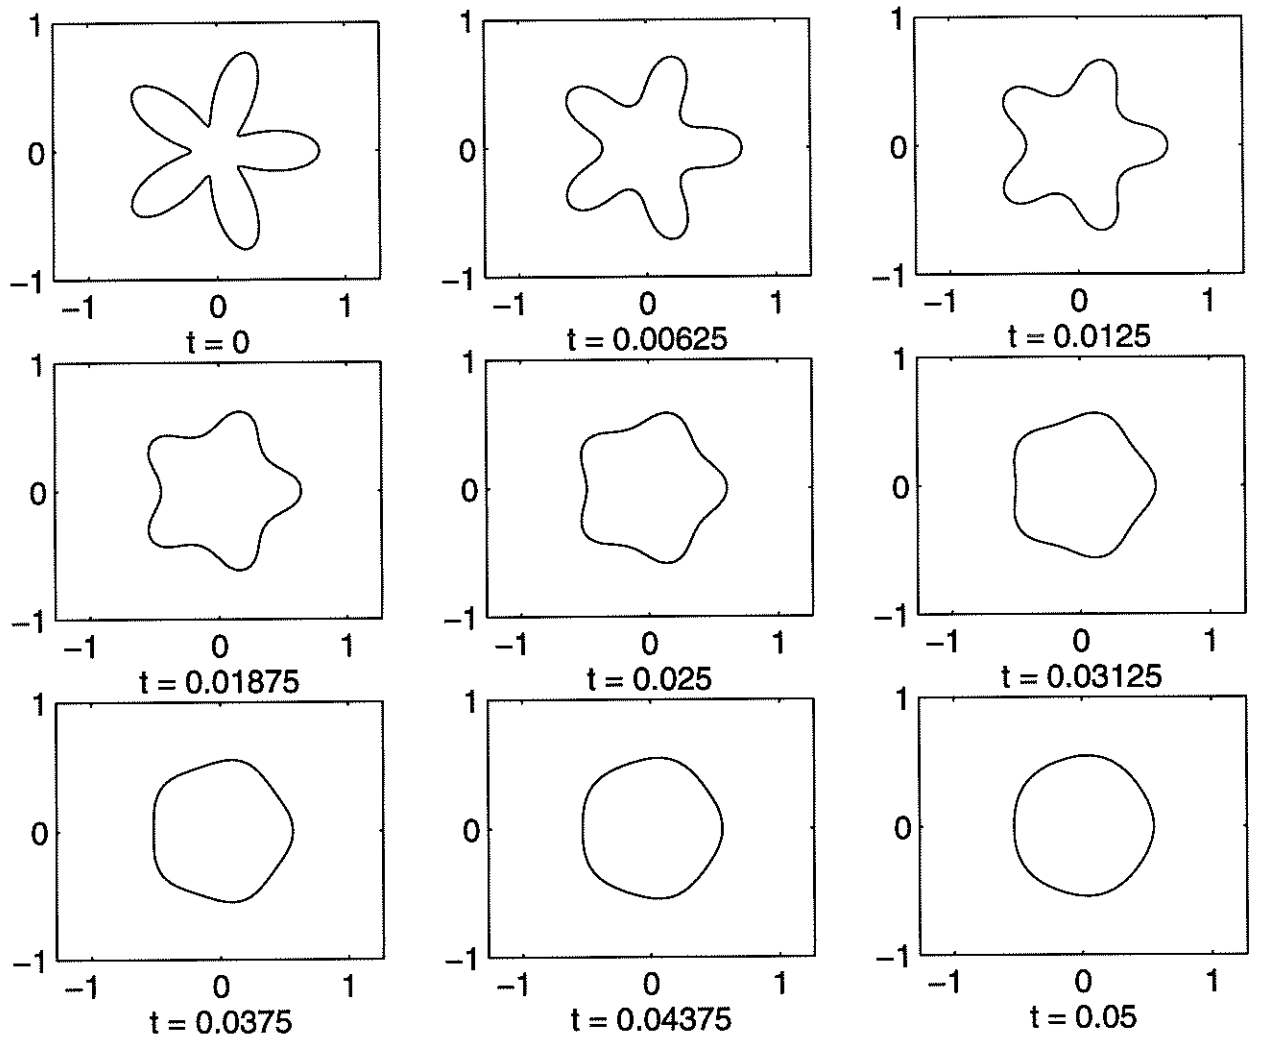 1
0
−1
−1 0 1
t = 0
1
0
−1
−1 0 1
t = 0.00625
1
0
−1
−1 0 1
t = 0.0125
1
0
−1
−1 0 1
t = 0.01875
1
0
−1
−1 0 1
t = 0.025
1
0
−1
−1 0 1
t = 0.03125
1
0
−1
−1 0 1
t = 0.0375
1
0
−1
−1 0 1
t = 0.04375
1
0
−1
−1 0 1
t = 0.05